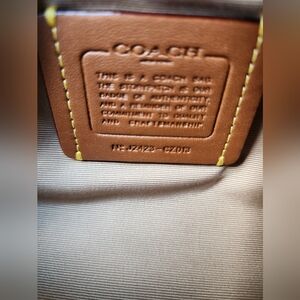 COACH
THIS IS A COACH BAG.
THE STORYPATCH IS OUR
BADGE OF AUTHENTICITY,
AND A REMINDER OF OUR
COMMITMENT TO QUALITY
AND CRAFTSMANSHIP.